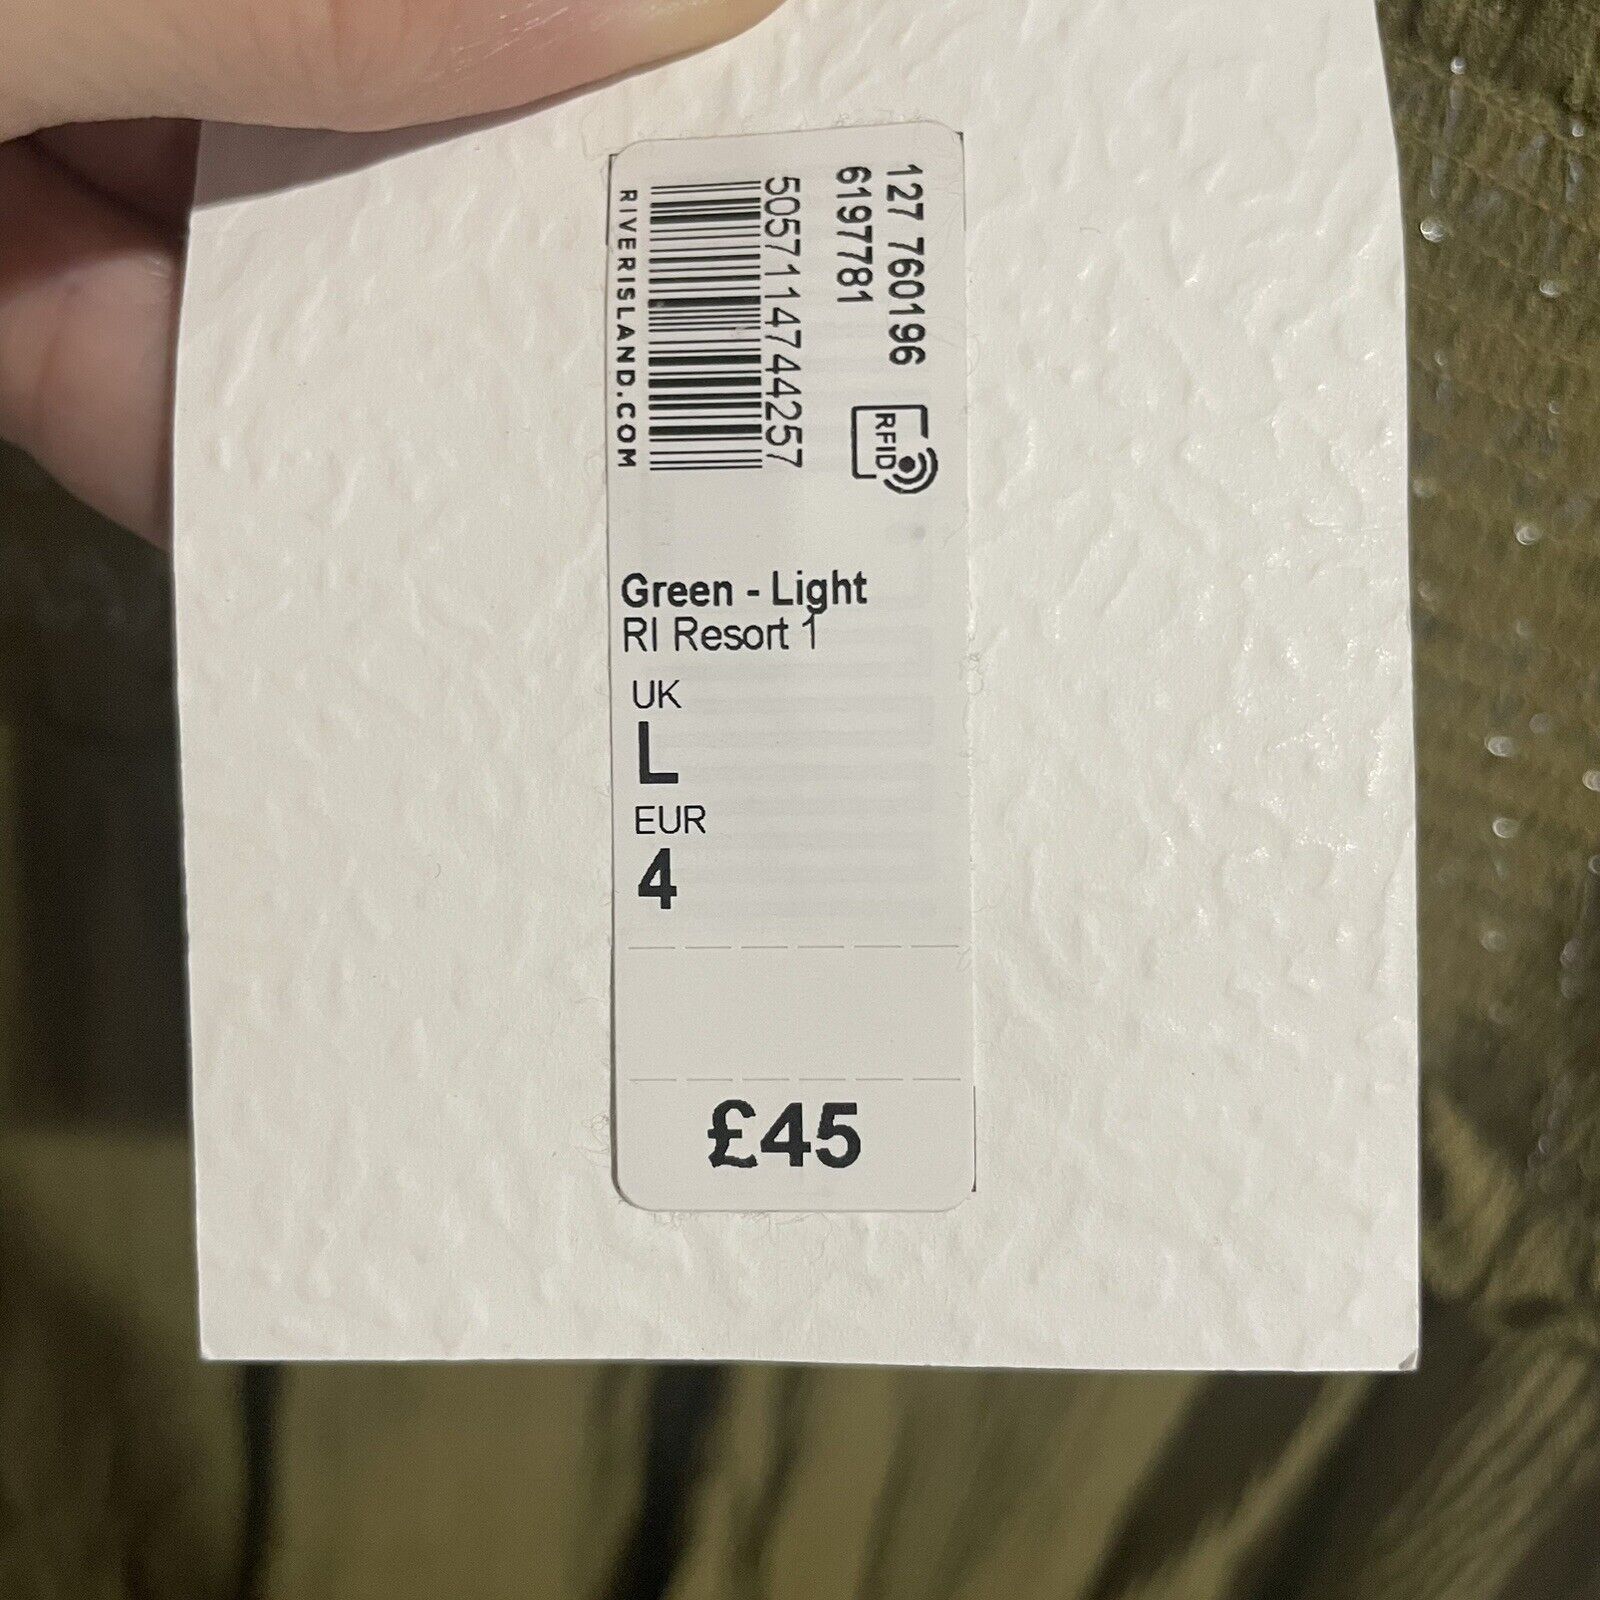 127 760196
6197781
RFID
5057114744257
RIVERISLAND.COM
Green - Light
RI Resort 1
UK
L
EUR
4
£45